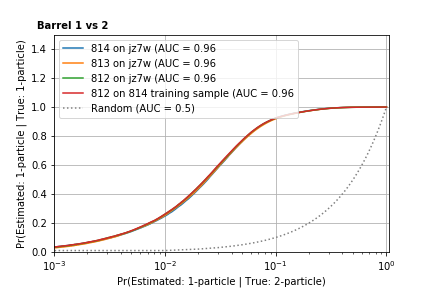 Barrel 1 vs 2
Pr(Estimated: 1-particle | True: 1-particle)
1.4
1.2
1.0
0.8
0.6
0.4
0.2
0.0
814 on jz7w (AUC = 0.96
813 on jz7w (AUC = 0.96
812 on jz7w (AUC = 0.96
812 on 814 training sample (AUC = 0.96
Random (AUC = 0.5)
10⁻³
10⁻²
10⁻¹
10⁰
Pr(Estimated: 1-particle | True: 2-particle)